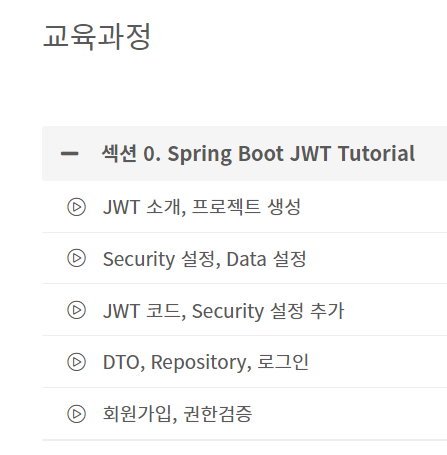 교육과정
섹션 0. Spring Boot JWT Tutorial
JWT 소개, 프로젝트 생성
Security 설정, Data 설정
JWT 코드, Security 설정 추가
DTO, Repository, 로그인
회원가입, 권한검증